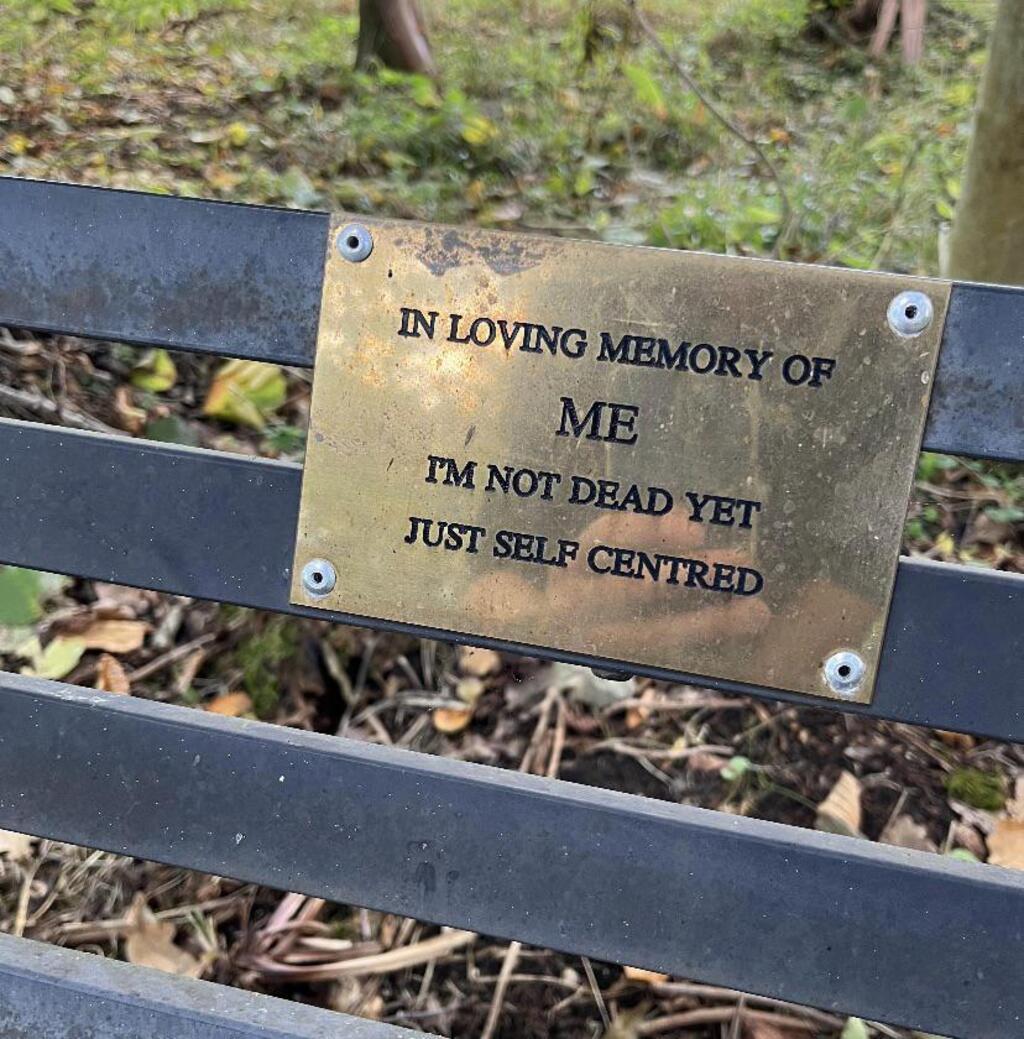 IN LOVING MEMORY OF
ME
I'M NOT DEAD YET
JUST SELF CENTRED